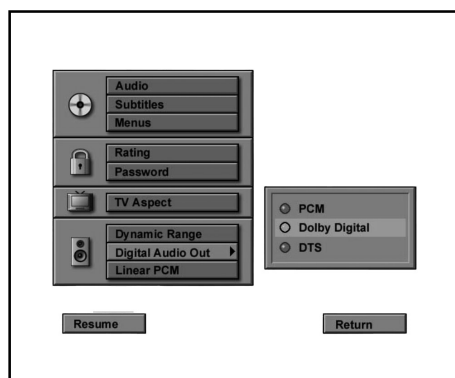 Audio
Subtitles
Menus
Rating
Password
TV Aspect
Dynamic Range
Digital Audio Out
Linear PCM
PCM
Dolby Digital
DTS
Resume
Return